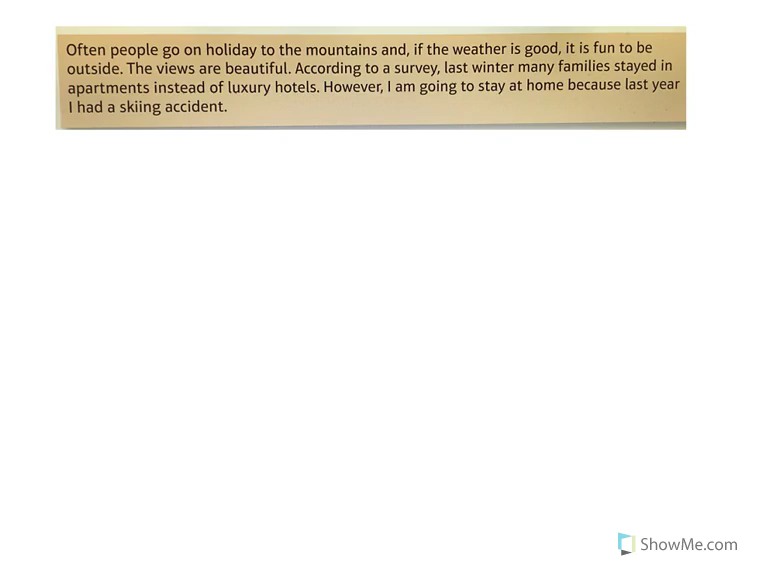 Often people go on holiday to the mountains and, if the weather is good, it is fun to be
outside. The views are beautiful. According to a survey, last winter many families stayed in
apartments instead of luxury hotels. However, I am going to stay at home because last year
I had a skiing accident.
ShowMe.com